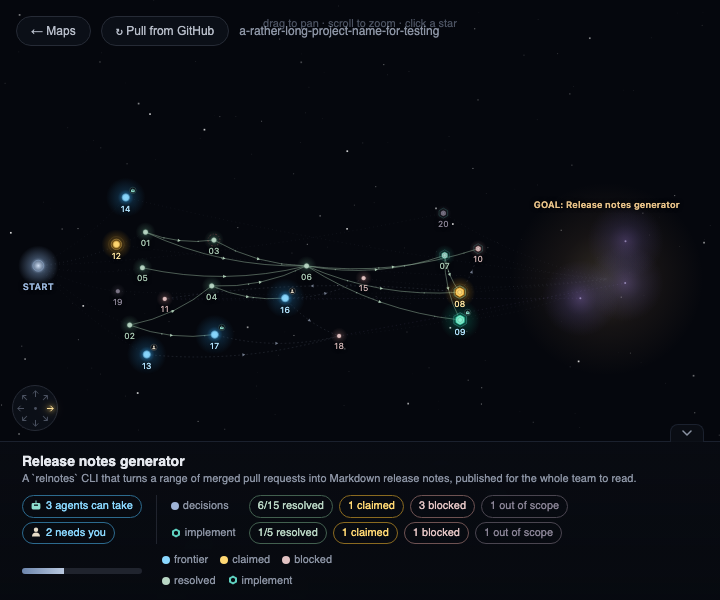 ← Maps
↻ Pull from GitHub
drag to pan · scroll to zoom · click a star
a-rather-long-project-name-for-testing
GOAL: Release notes generator
14
20
01
03
12
07
10
05
06
START
15
04
19
11
16
08
02
09
17
18
13
Release notes generator
A `relnotes` CLI that turns a range of merged pull requests into Markdown release notes, published for the whole team to read.
3 agents can take
decisions 6/15 resolved 1 claimed 3 blocked 1 out of scope
2 needs you
implement 1/5 resolved 1 claimed 1 blocked 1 out of scope
frontier claimed blocked
resolved implement